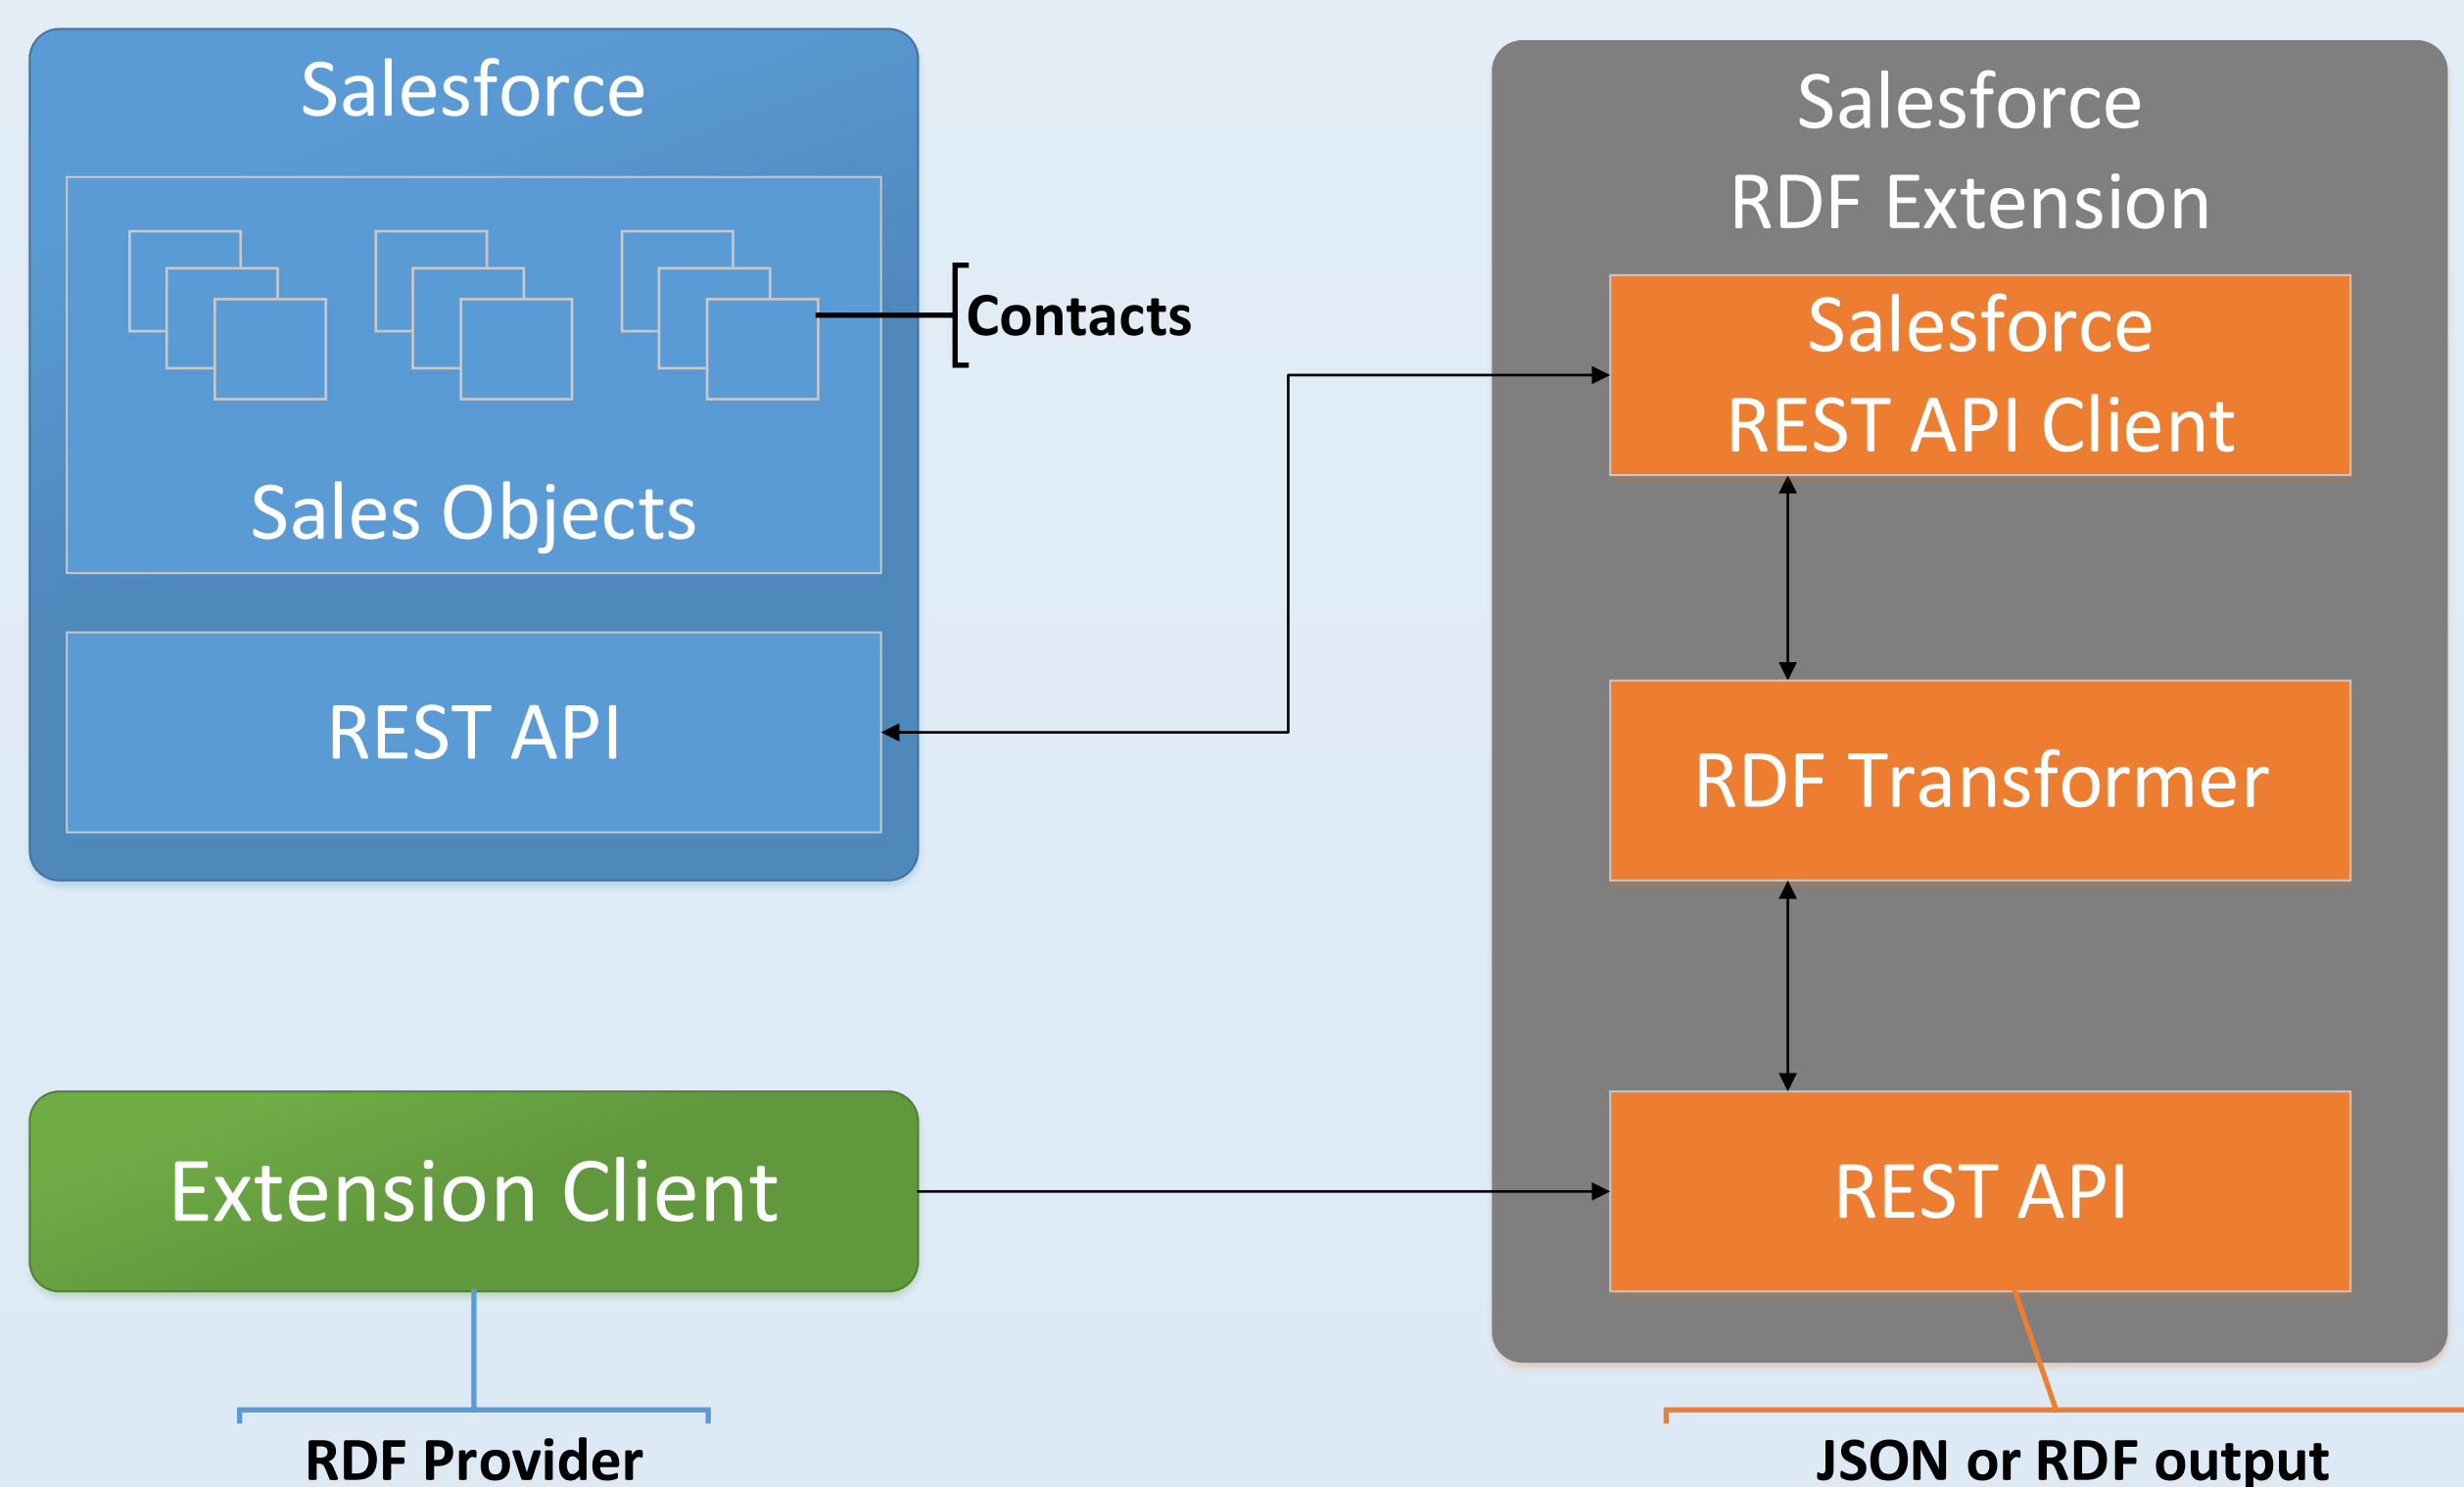 Salesforce
Sales Objects
Contacts
REST API
Salesforce
RDF Extension
Salesforce
REST API Client
RDF Transformer
REST API
Extension Client
RDF Provider
JSON or RDF output